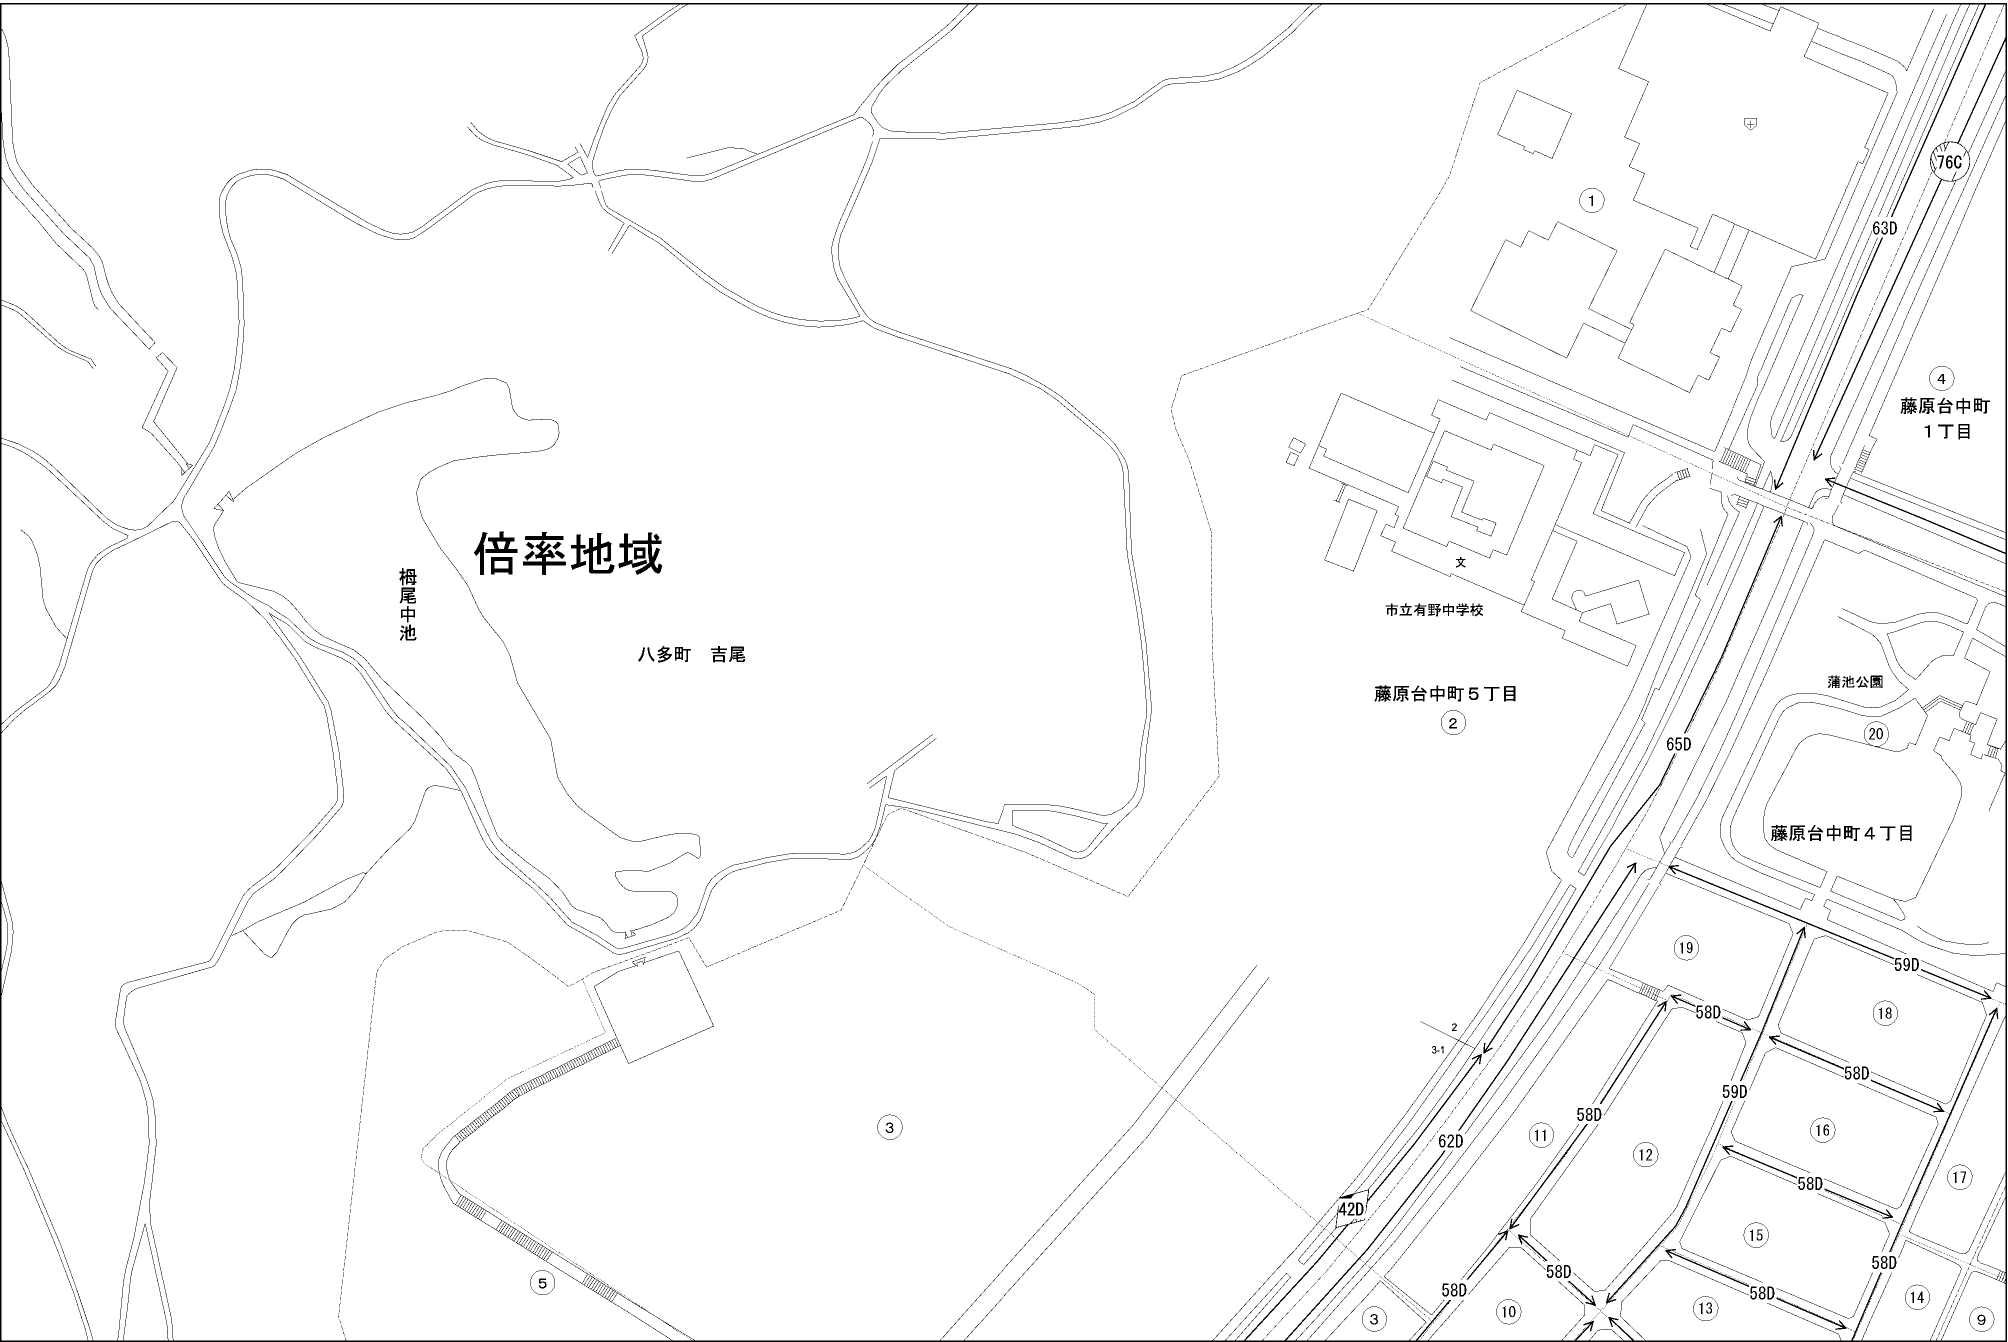 76C
①
63D
④
藤原台中町
１丁目
倍率地域
栂尾中池
文
市立有野中学校
八多町　吉尾
蒲池公園
藤原台中町５丁目
②
⑳
65D
藤原台中町４丁目
⑲
59D
58D
⑱
2
3-1
58D
59D
58D
③
⑪
62D
⑫
⑯
⑰
58D
42D
⑮
58D
58D
⑤
58D
58D
⑭
⑩
⑬
③
⑨